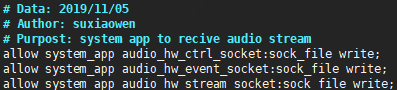 # Data: 2019/11/05
# Author: suxiaowen
# Purpost: system app to recive audio stream
allow system_app audio_hw_ctrl_socket:sock_file write;
allow system_app audio_hw_event_socket:sock_file write;
allow system_app audio_hw_stream_socket:sock_file write;